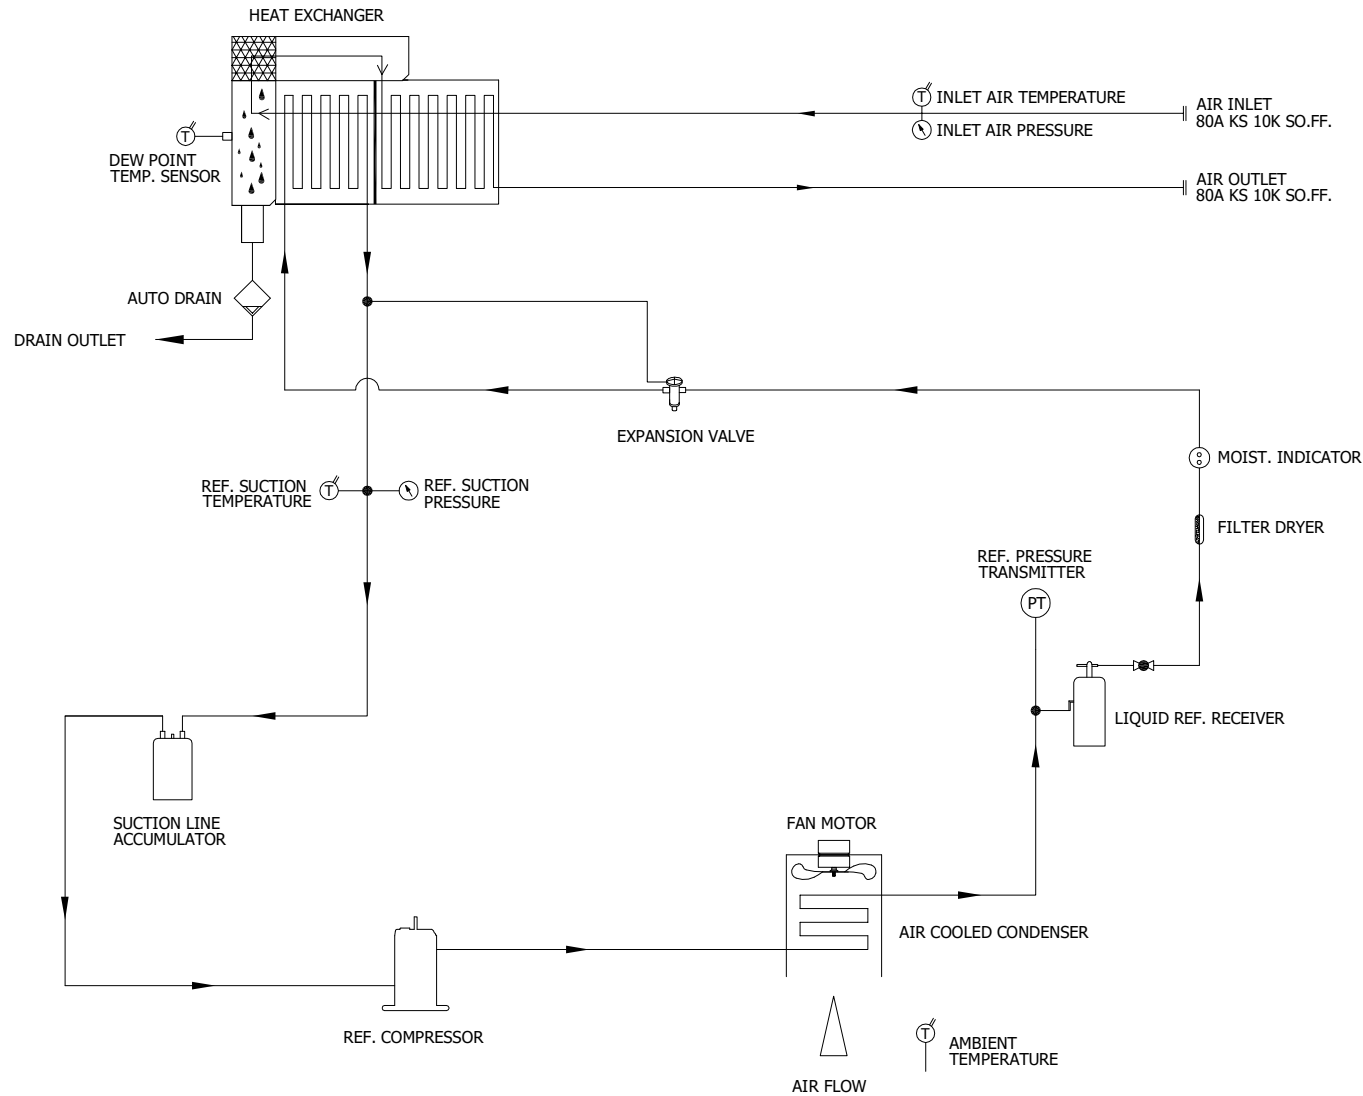 HEAT EXCHANGER
T
INLET AIR TEMPERATURE
INLET AIR PRESSURE
AIR INLET
80A KS 10K SO.FF.
T
DEW POINT
TEMP. SENSOR
AIR OUTLET
80A KS 10K SO.FF.
AUTO DRAIN
DRAIN OUTLET
EXPANSION VALVE
MOIST. INDICATOR
REF. SUCTION
TEMPERATURE
T
REF. SUCTION
PRESSURE
FILTER DRYER
REF. PRESSURE
TRANSMITTER
PT
LIQUID REF. RECEIVER
SUCTION LINE
ACCUMULATOR
FAN MOTOR
AIR COOLED CONDENSER
REF. COMPRESSOR
T
AMBIENT
TEMPERATURE
AIR FLOW